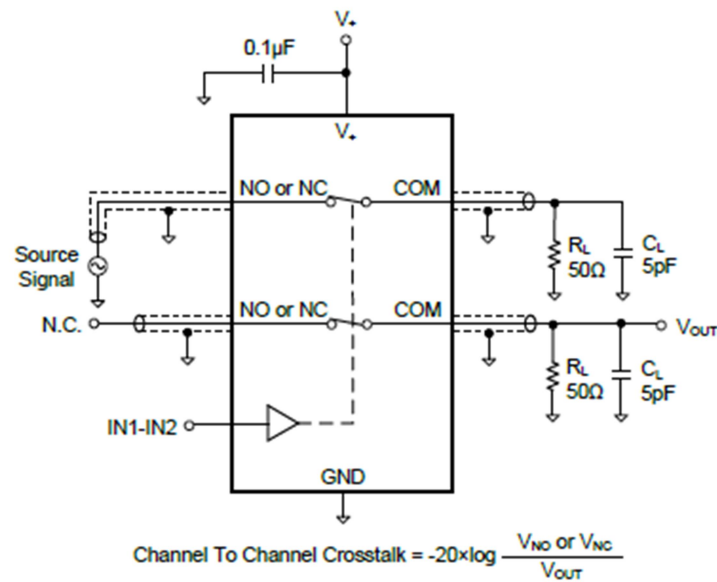 V+
0.1µF
V+
NO or NC
COM
Source
Signal
RL
50Ω
CL
5pF
N.C.
NO or NC
COM
VOUT
RL
50Ω
CL
5pF
IN1-IN2
GND
Channel To Channel Crosstalk = -20×log VNO or VNC
VOUT